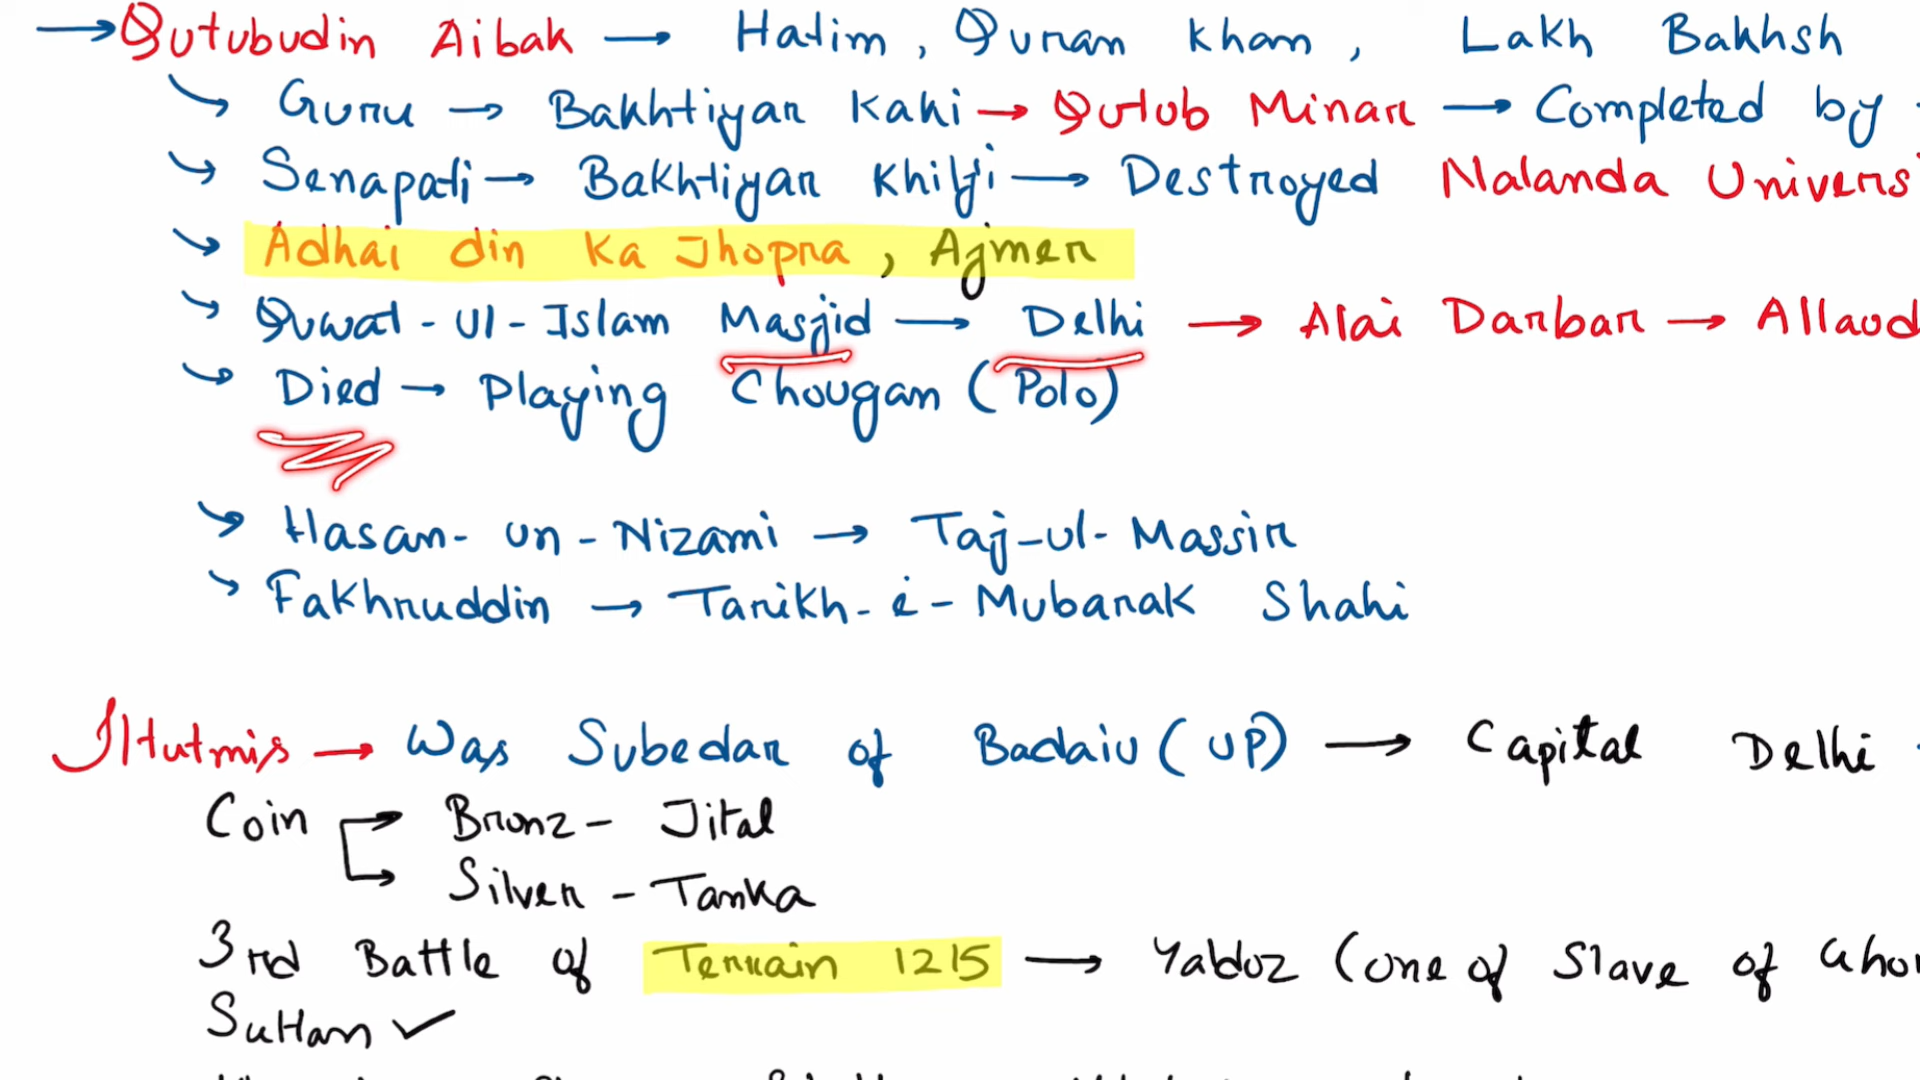 → Qutubudin Aibak → Hatim, Quran Khan, Lakh Bakhsh
Guru → Bakhtiyar Kaki → Qutub Minar → Completed by
Senapati → Bakhtiyar Khilji → Destroyed Nalanda Univers
Adhai din Ka Jhopra, Ajmer
Quwat-ul-Islam Masjid → Delhi → Alai Darbar → Allaud
Died → Playing Chougan (Polo)
Hasan-un-Nizami → Taj-ul-Massir
Fakhruddin → Tarikh-i-Mubarak Shahi
Iltutmis → Was Subedar of Badaiu (UP) → Capital Delhi
Coin → Bronz - Jital
→ Silver - Tanka
3rd Battle of Terrain 1215 → Yaldoz (one of Slave of Ghor
Sultan ✓